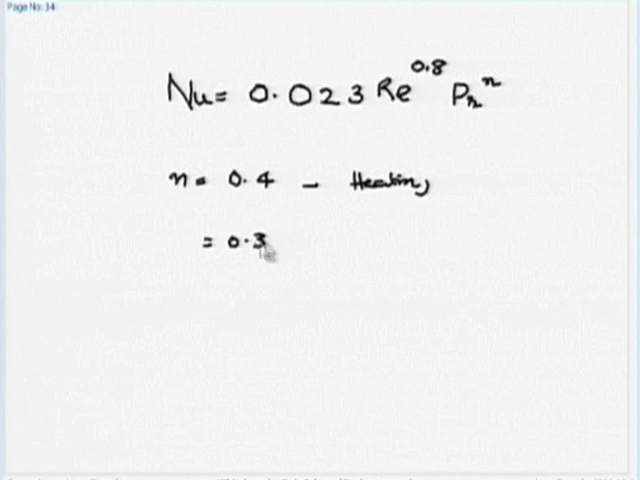 Page No: 34
Nu = 0.023 Re^0.8 Pr^n
n = 0.4 — Heating
= 0.3